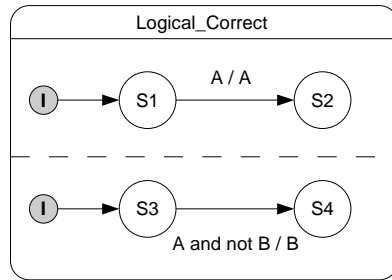 Logical_Correct
A / A
I
S1
S2
I
S3
S4
A and not B / B